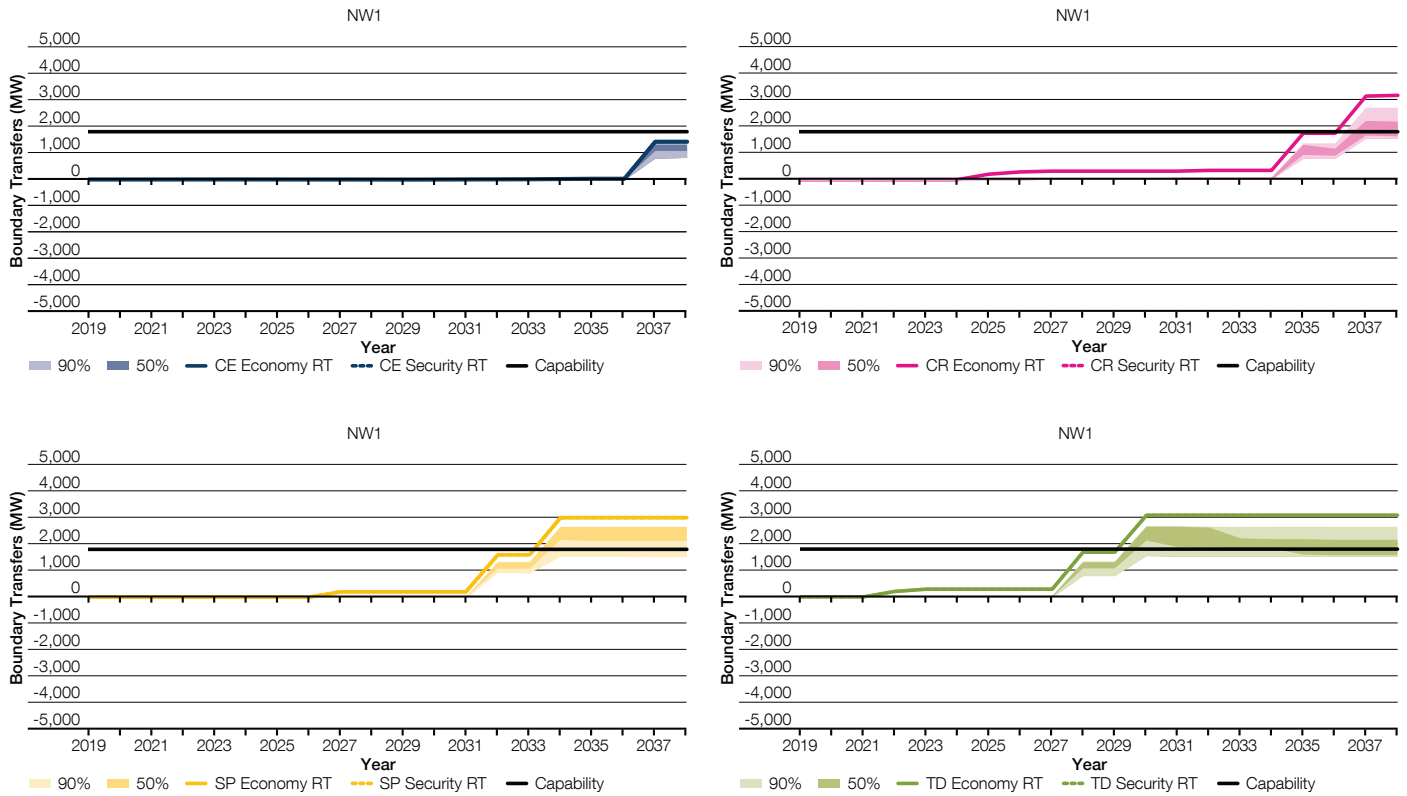 NW1
5,000
4,000
3,000
2,000
1,000
0
-1,000
-2,000
-3,000
-4,000
-5,000
Boundary Transfers (MW)
2019 2021 2023 2025 2027 2029 2031 2033 2035 2037
Year
90% 50% CE Economy RT CE Security RT Capability
NW1
5,000
4,000
3,000
2,000
1,000
0
-1,000
-2,000
-3,000
-4,000
-5,000
Boundary Transfers (MW)
2019 2021 2023 2025 2027 2029 2031 2033 2035 2037
Year
90% 50% CR Economy RT CR Security RT Capability
NW1
5,000
4,000
3,000
2,000
1,000
0
-1,000
-2,000
-3,000
-4,000
-5,000
Boundary Transfers (MW)
2019 2021 2023 2025 2027 2029 2031 2033 2035 2037
Year
90% 50% SP Economy RT SP Security RT Capability
NW1
5,000
4,000
3,000
2,000
1,000
0
-1,000
-2,000
-3,000
-4,000
-5,000
Boundary Transfers (MW)
2019 2021 2023 2025 2027 2029 2031 2033 2035 2037
Year
90% 50% TD Economy RT TD Security RT Capability